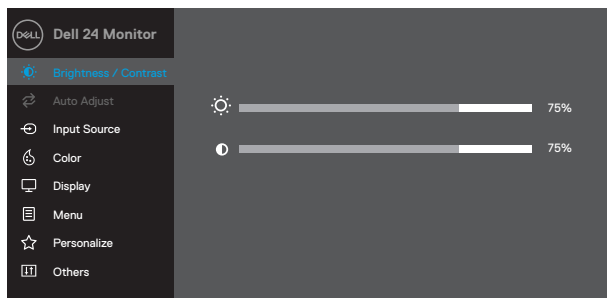 DELL Dell 24 Monitor
Brightness / Contrast
Auto Adjust
Input Source
Color
Display
Menu
Personalize
Others
75%
75%